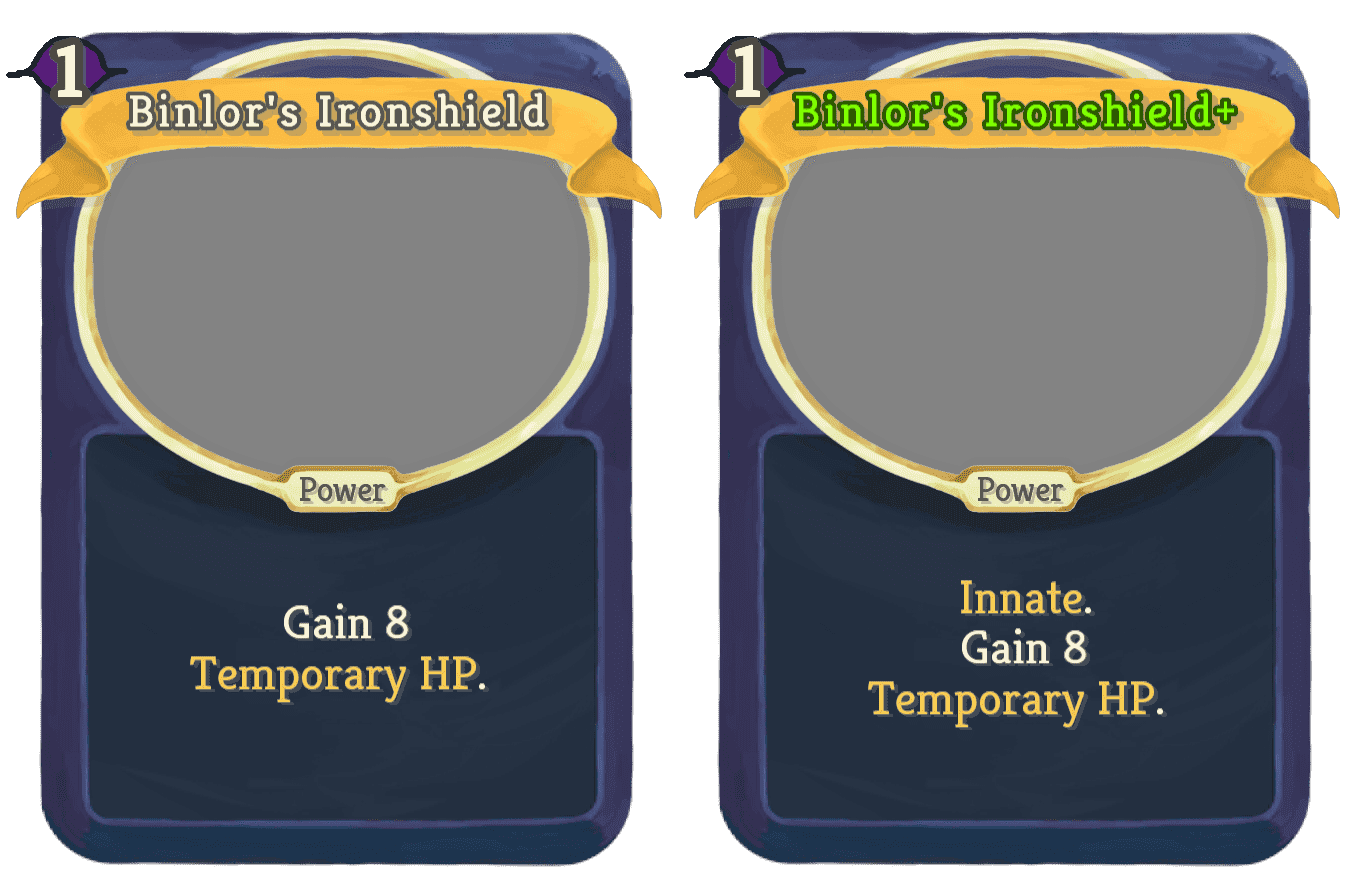 1
Binlor's Ironshield
Power
Gain 8
Temporary HP.
1
Binlor's Ironshield+
Power
Innate.
Gain 8
Temporary HP.